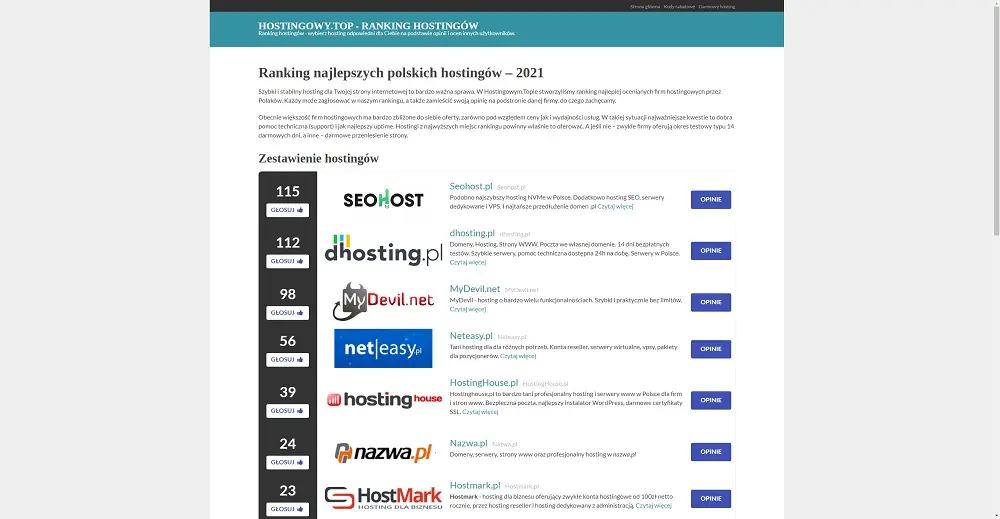 Strona główna Kody rabatowe Darmowy hosting
HOSTINGOWY.TOP - RANKING HOSTINGÓW
Ranking hostingów - wybierz hosting odpowiedni dla Ciebie na podstawie opinii i ocen innych użytkowników.
Ranking najlepszych polskich hostingów – 2021
Szybki i stabilny hosting dla Twojej strony internetowej to bardzo ważna sprawa. W Hostingowym.Tople stworzyliśmy ranking najlepiej ocenianych firm hostingowych przez
Polaków. Każdy może zagłosować w naszym rankingu, a także zamieścić swoją opinię na podstronie danej firmy, do czego zachęcamy.
Obecnie większość firm hostingowych ma bardzo zbliżone do siebie oferty, zarówno pod względem ceny jak i wydajności usług. W takiej sytuacji najważniejsze kwestie to dobra
pomoc techniczna (support) i jak najlepszy uptime. Hostingi z najwyższych miejsc rankingu powinny właśnie to oferować. A jeśli nie – zwykle firmy oferują okres testowy typu 14
darmowych dni, a inne – darmowe przeniesienie strony.
Zestawienie hostingów
115
GŁOSUJ
SEOHOST
Seohost.pl Seohost.pl
Podobno najszybszy hosting NVMe w Polsce. Dodatkowo hosting SEO, serwery
dedykowane i VPS. I najtańsze przedłużenie domen .pl Czytaj więcej
OPINIE
112
GŁOSUJ
dhosting.pl
dhosting.pl dhosting.pl
Domeny, Hosting, Strony WWW, Poczta we własnej domenie. 14 dni bezpłatnych
testów. Szybkie serwery, pomoc techniczna dostępna 24h na dobę. Serwery w Polsce.
Czytaj więcej
OPINIE
98
GŁOSUJ
MyDevil.net
MyDevil.net MyDevil.net
MyDevil - hosting o bardzo wielu funkcjonalnościach. Szybki i praktycznie bez limitów.
Czytaj więcej
OPINIE
56
GŁOSUJ
net|easy.pl
Neteasy.pl Neteasy.pl
Tani hosting dla dla różnych potrzeb. Konta reseller, serwery wirtualne, vpsy, pakiety
dla pozycjonerów. Czytaj więcej
OPINIE
39
GŁOSUJ
hosting house
HostingHouse.pl HostingHouse.pl
Hostinghouse.pl to bardzo tani profesjonalny hosting i serwery www w Polsce dla firm
i stron www. Bezpieczna poczta, najlepszy instalator WordPress, darmowe certyfikaty
SSL. Czytaj więcej
OPINIE
24
GŁOSUJ
nazwa.pl
Nazwa.pl Nazwa.pl
Domeny, serwery, strony www oraz profesjonalny hosting w nazwa.pl
OPINIE
23
GŁOSUJ
HostMark
HOSTING DLA BIZNESU
Hostmark.pl Hostmark.pl
Hostmark - hosting dla biznesu oferujący zwykłe konta hostingowe od 100zł netto
rocznie, przez hosting reseller i hosting dedykowany z administracją. Czytaj więcej
OPINIE